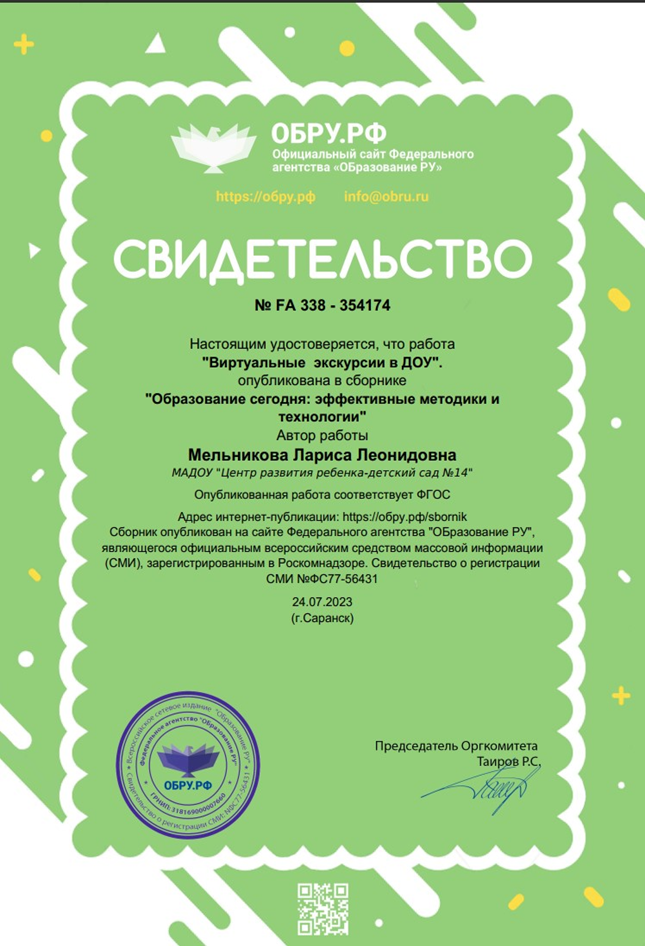 ОБРУ.РФ
Официальный сайт Федерального
агентства «ОБразование РУ»
https://обру.рф info@obru.ru
СВИДЕТЕЛЬСТВО
№ FA 338 - 354174
Настоящим удостоверяется, что работа
"Виртуальные экскурсии в ДОУ".
опубликована в сборнике
"Образование сегодня: эффективные методики и
технологии"
Автор работы
Мельникова Лариса Леонидовна
МАДОУ "Центр развития ребенка-детский сад №14"
Опубликованная работа соответствует ФГОС
Адрес интернет-публикации: https://обру.рф/sbornik
Сборник опубликован на сайте Федерального агентства "ОБразование РУ",
являющегося официальным всероссийским средством массовой информации
(СМИ), зарегистрированным в Роскомнадзоре. Свидетельство о регистрации
СМИ №ФС77-56431
24.07.2023
(г.Саранск)
Председатель Оргкомитета
Таиров Р.С.
Всероссийское сетевое издание "Образование РУ"
Федеральное агентство "Образование РУ"
ОБРУ.РФ
Свидетельство о регистрации СМИ: №ФС77-56431